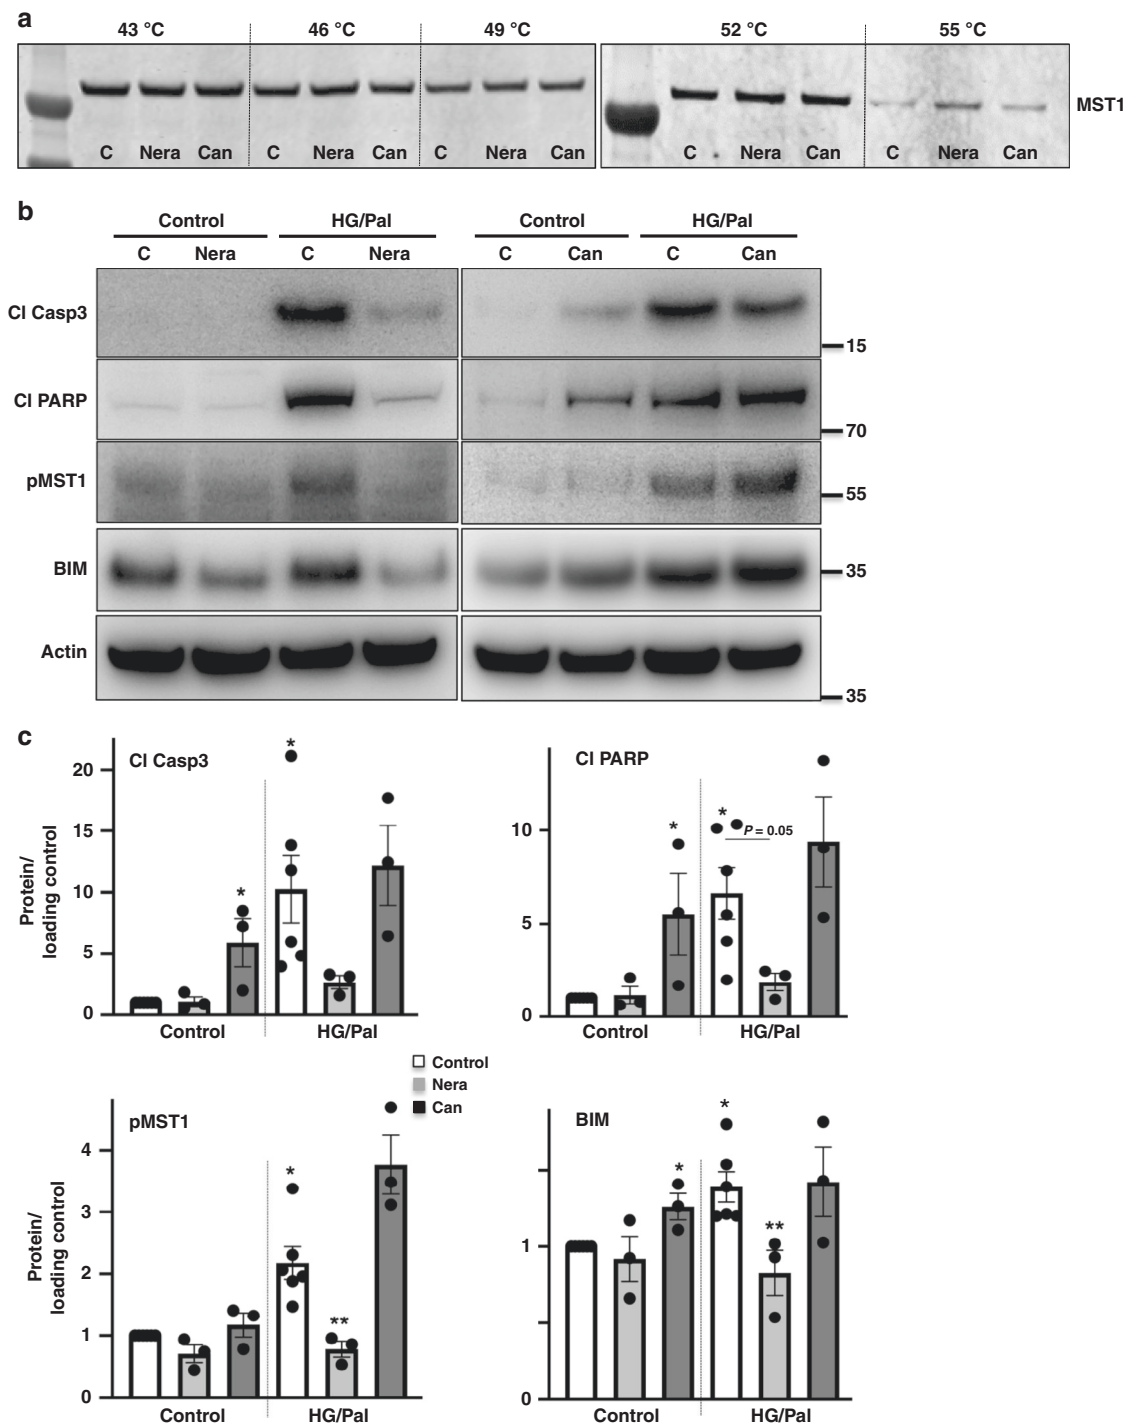 a
43 °C 46 °C 49 °C 52 °C 55 °C
MST1
C Nera Can C Nera Can C Nera Can C Nera Can C Nera Can
b
Control HG/Pal Control HG/Pal
C Nera C Nera C Can C Can
Cl Casp3
15
Cl PARP
70
pMST1
55
BIM
35
Actin
35
c
Cl Casp3
Protein/
loading control
20
15
10
5
0
*
*
Control HG/Pal
Cl PARP
10
5
0
*
*
P = 0.05
Control HG/Pal
Control
Nera
Can
pMST1
Protein/
loading control
4
3
2
1
0
*
**
Control HG/Pal
BIM
1
0
*
*
**
Control HG/Pal